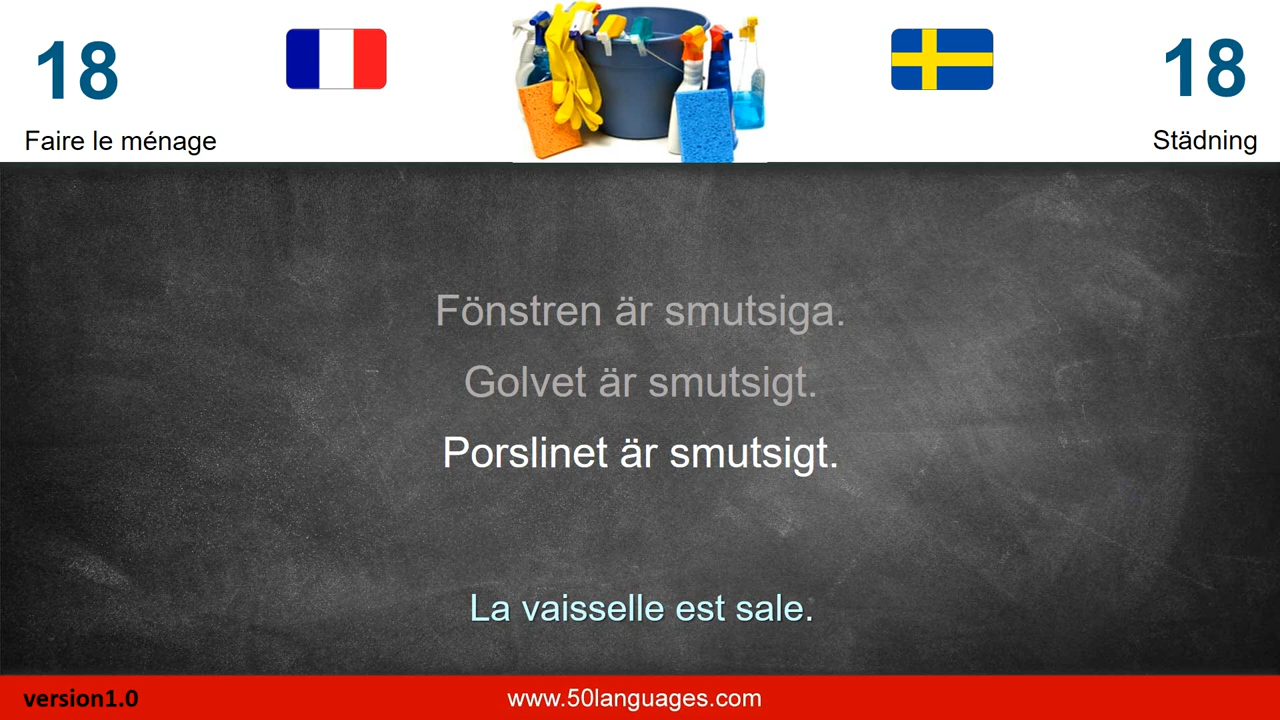 18
18
Faire le ménage
Städning
Fönstren är smutsiga.
Golvet är smutsigt.
Porslinet är smutsigt.
La vaisselle est sale.
version1.0
www.50languages.com